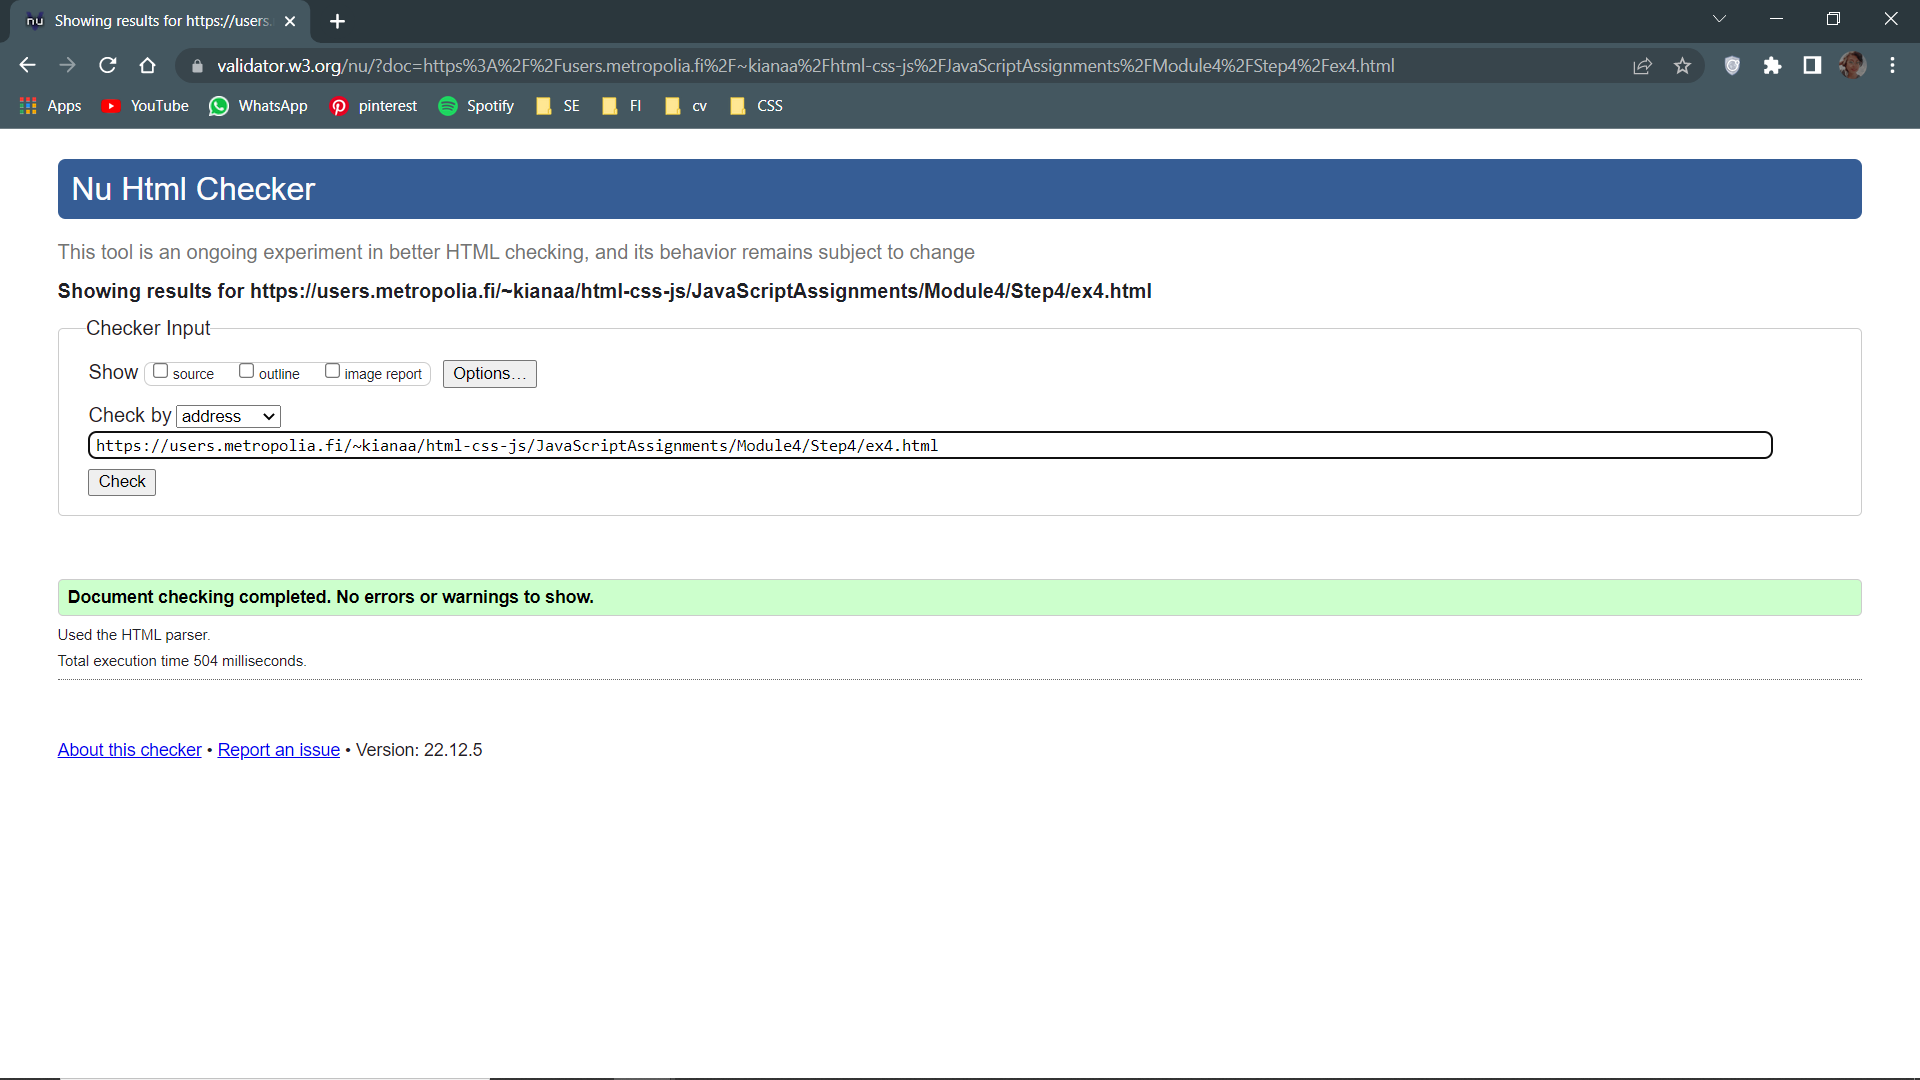 nu Showing results for https://users.
validator.w3.org/nu/?doc=https%3A%2F%2Fusers.metropolia.fi%2F~kianaa%2Fhtml-css-js%2FJavaScriptAssignments%2FModule4%2FStep4%2Fex4.html
Apps YouTube WhatsApp pinterest Spotify SE FI cv CSS
Nu Html Checker
This tool is an ongoing experiment in better HTML checking, and its behavior remains subject to change
Showing results for https://users.metropolia.fi/~kianaa/html-css-js/JavaScriptAssignments/Module4/Step4/ex4.html
Checker Input
Show source outline image report Options...
Check by address
https://users.metropolia.fi/~kianaa/html-css-js/JavaScriptAssignments/Module4/Step4/ex4.html
Check
Document checking completed. No errors or warnings to show.
Used the HTML parser.
Total execution time 504 milliseconds.
About this checker • Report an issue • Version: 22.12.5